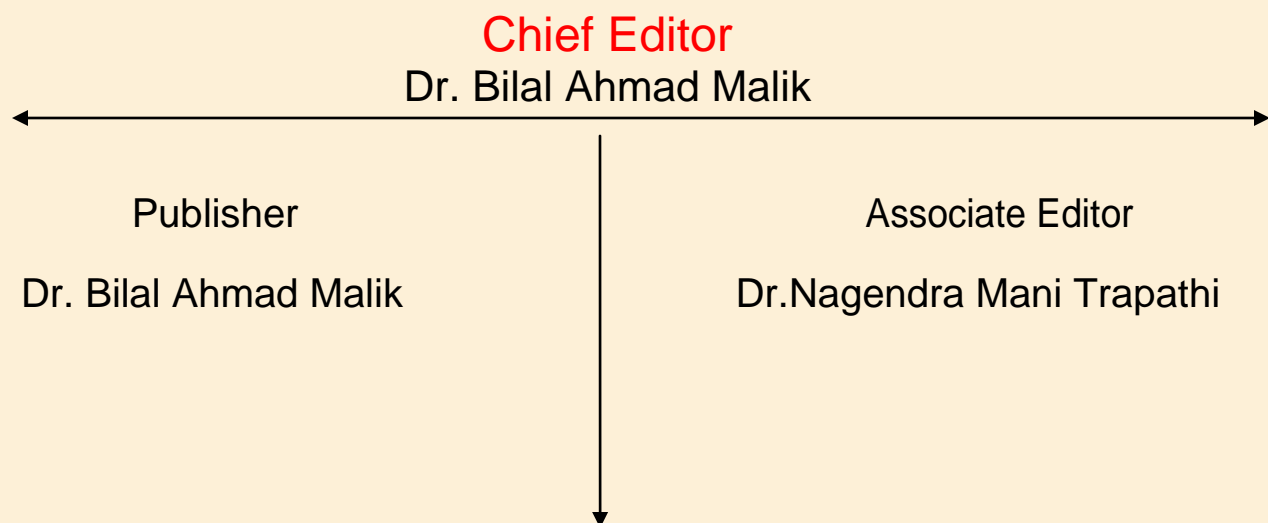 Chief Editor
Dr. Bilal Ahmad Malik
Publisher
Associate Editor
Dr. Bilal Ahmad Malik
Dr.Nagendra Mani Trapathi